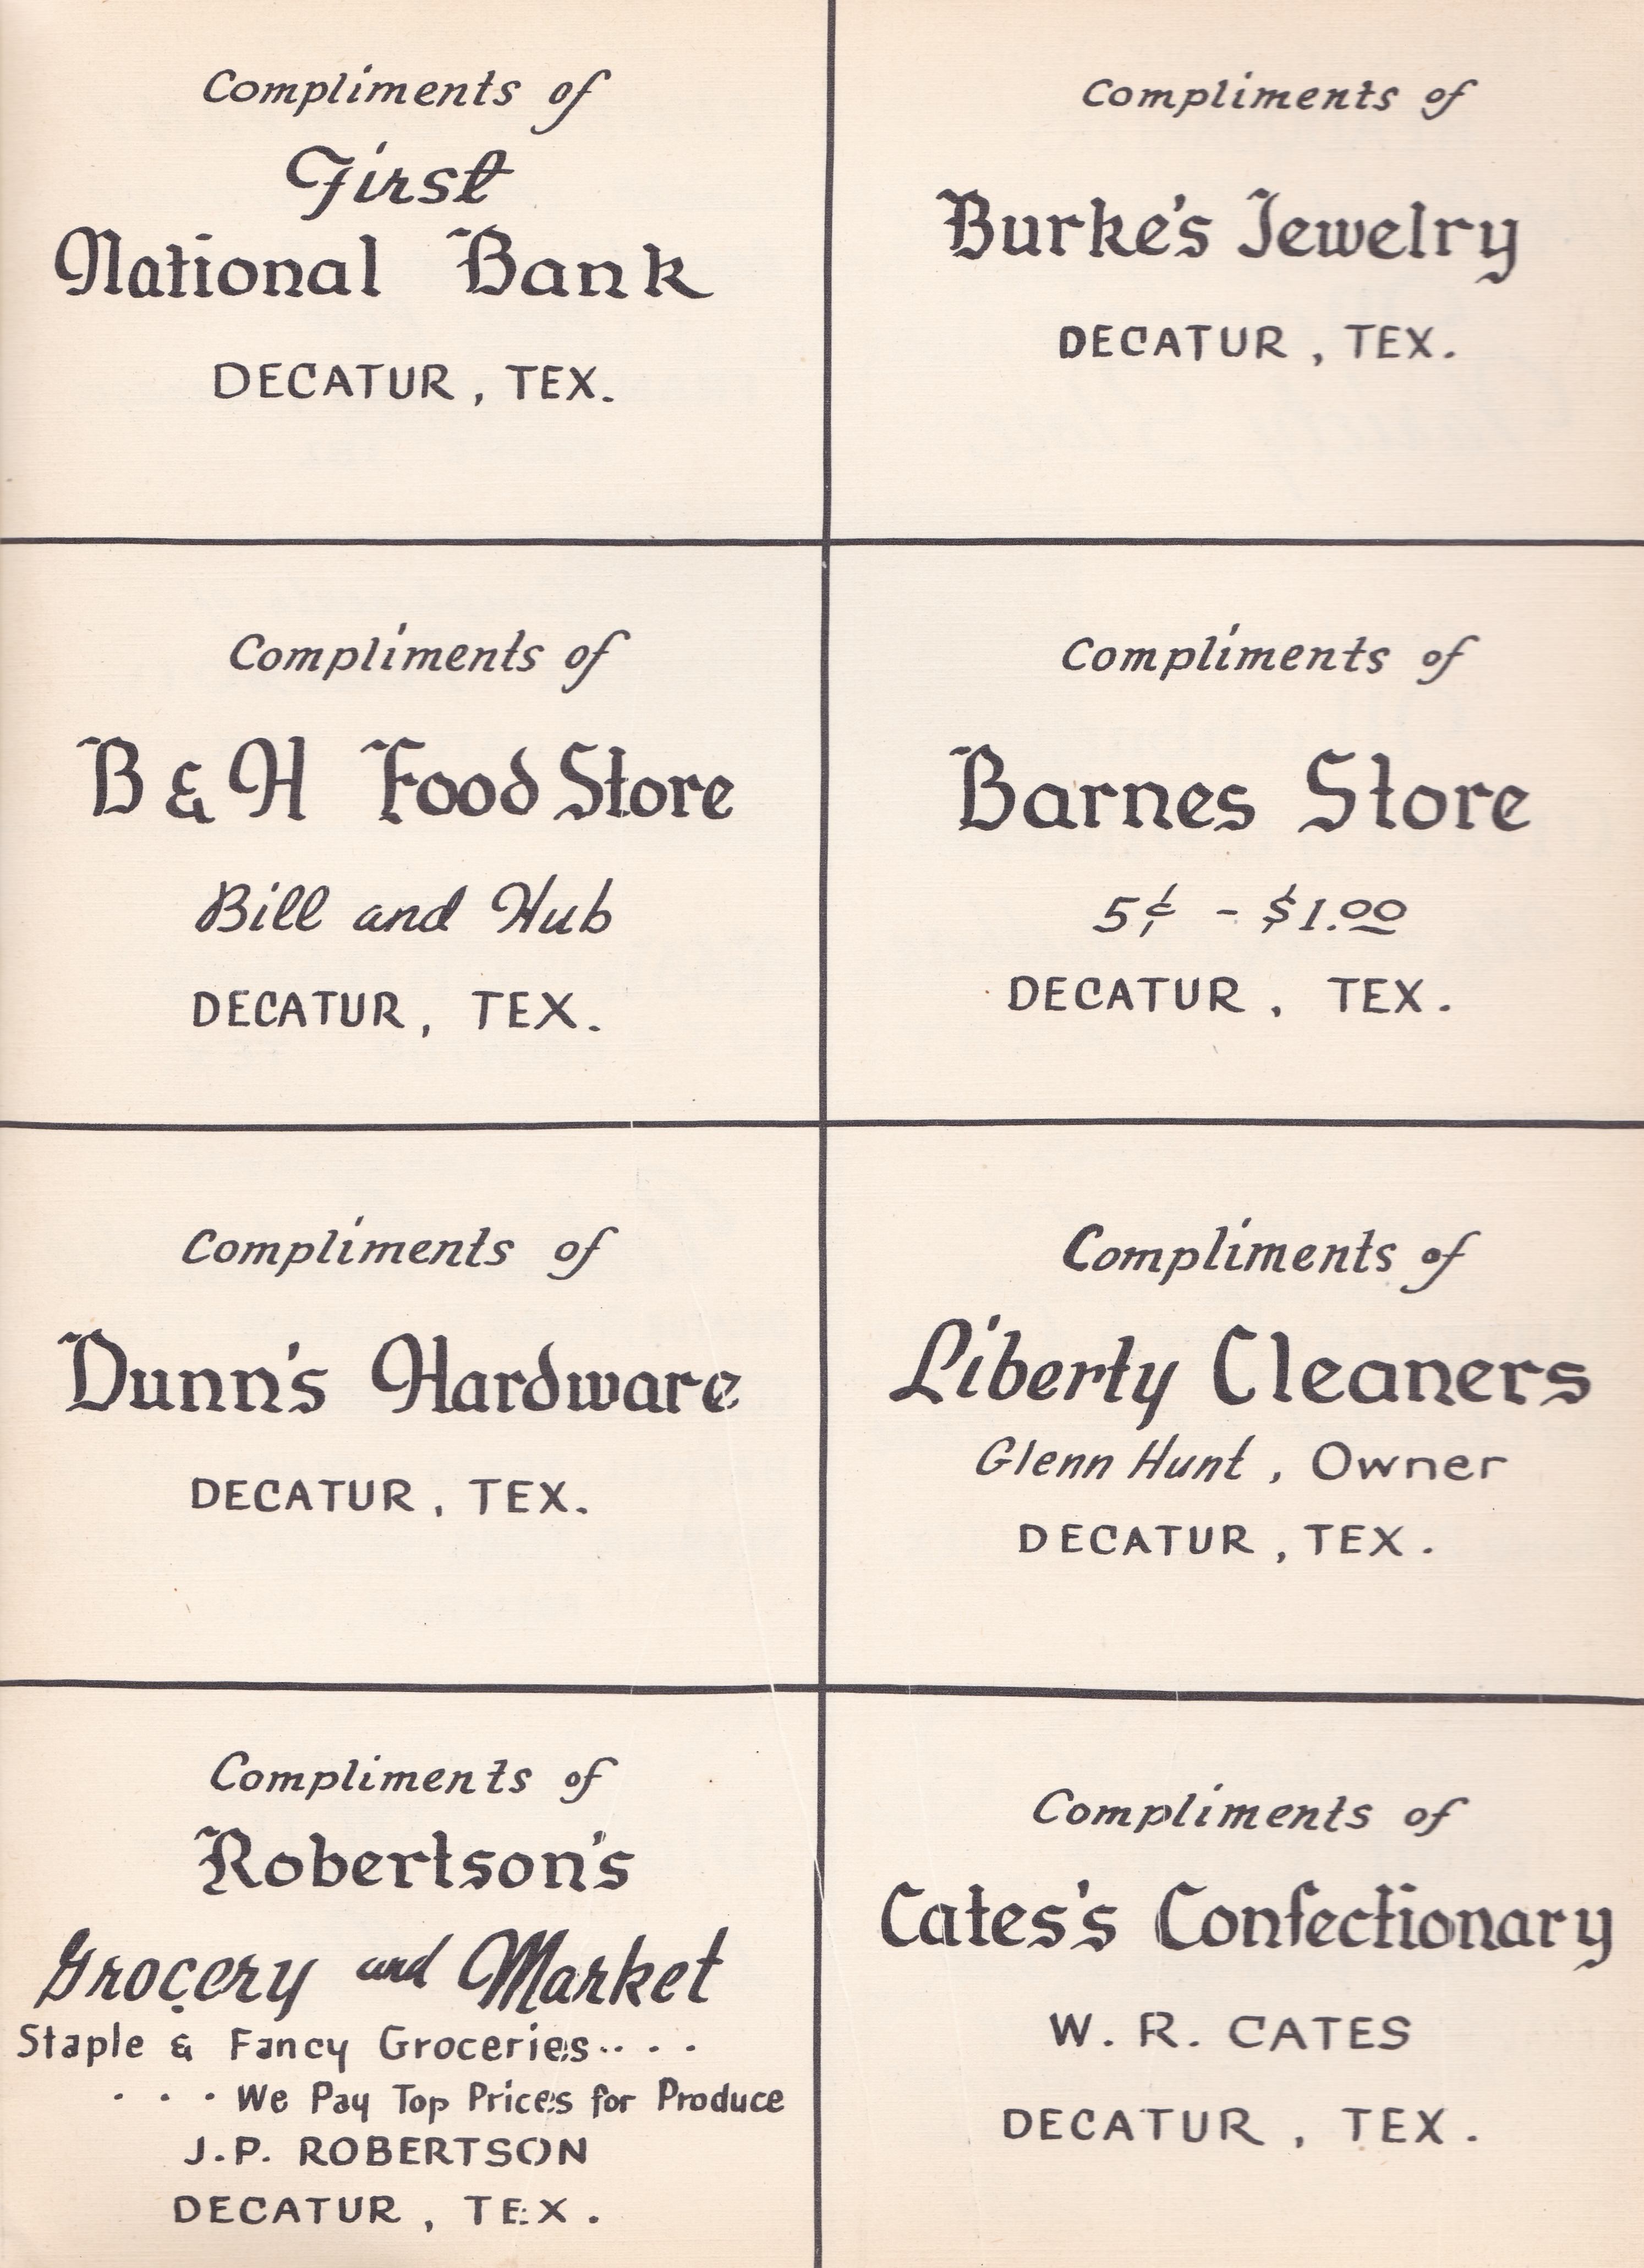 Compliments of
First
National Bank
DECATUR, TEX.
Compliments of
Burke's Jewelry
DECATUR, TEX.
Compliments of
B & H Food Store
Bill and Hub
DECATUR, TEX.
Compliments of
Barnes Store
5¢ - $1.00
DECATUR, TEX.
Compliments of
Dunn's Hardware
DECATUR, TEX.
Compliments of
Liberty Cleaners
Glenn Hunt, Owner
DECATUR, TEX.
Compliments of
Robertson's
Grocery and Market
Staple & Fancy Groceries....
...We Pay Top Prices for Produce
J.P. ROBERTSON
DECATUR, TEX.
Compliments of
Cates's Confectionary
W. R. CATES
DECATUR, TEX.